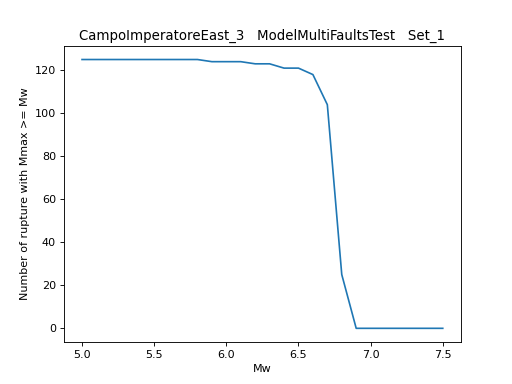 CampoImperatoreEast_3 ModelMultiFaultsTest Set_1
Number of rupture with Mmax >= Mw
120
100
80
60
40
20
0
5.0 5.5 6.0 6.5 7.0 7.5
Mw